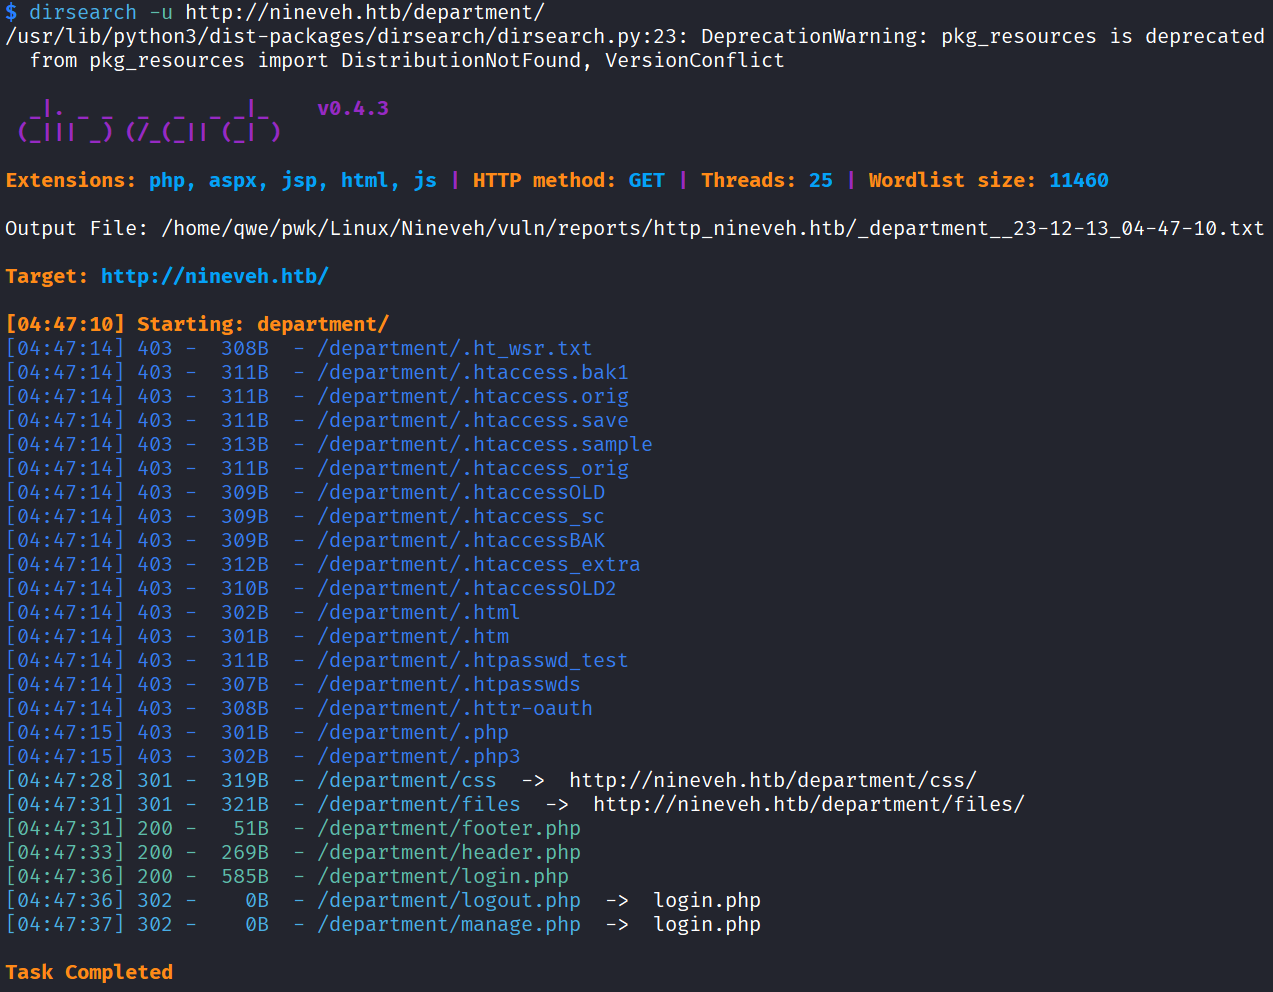 $ dirsearch -u http://nineveh.htb/department/
/usr/lib/python3/dist-packages/dirsearch/dirsearch.py:23: DeprecationWarning: pkg_resources is deprecated
  from pkg_resources import DistributionNotFound, VersionConflict
  _|. _ _  _  _  _ _|_    v0.4.3
 (_||| _) (/_(_|| (_| )
Extensions: php, aspx, jsp, html, js | HTTP method: GET | Threads: 25 | Wordlist size: 11460
Output File: /home/qwe/pwk/Linux/Nineveh/vuln/reports/http_nineveh.htb/_department__23-12-13_04-47-10.txt
Target: http://nineveh.htb/
[04:47:10] Starting: department/
[04:47:14] 403 -  308B  - /department/.ht_wsr.txt
[04:47:14] 403 -  311B  - /department/.htaccess.bak1
[04:47:14] 403 -  311B  - /department/.htaccess.orig
[04:47:14] 403 -  311B  - /department/.htaccess.save
[04:47:14] 403 -  313B  - /department/.htaccess.sample
[04:47:14] 403 -  311B  - /department/.htaccess_orig
[04:47:14] 403 -  309B  - /department/.htaccessOLD
[04:47:14] 403 -  309B  - /department/.htaccess_sc
[04:47:14] 403 -  309B  - /department/.htaccessBAK
[04:47:14] 403 -  312B  - /department/.htaccess_extra
[04:47:14] 403 -  310B  - /department/.htaccessOLD2
[04:47:14] 403 -  302B  - /department/.html
[04:47:14] 403 -  301B  - /department/.htm
[04:47:14] 403 -  311B  - /department/.htpasswd_test
[04:47:14] 403 -  307B  - /department/.htpasswds
[04:47:14] 403 -  308B  - /department/.httr-oauth
[04:47:15] 403 -  301B  - /department/.php
[04:47:15] 403 -  302B  - /department/.php3
[04:47:28] 301 -  319B  - /department/css  ->  http://nineveh.htb/department/css/
[04:47:31] 301 -  321B  - /department/files  ->  http://nineveh.htb/department/files/
[04:47:31] 200 -   51B  - /department/footer.php
[04:47:33] 200 -  269B  - /department/header.php
[04:47:36] 200 -  585B  - /department/login.php
[04:47:36] 302 -    0B  - /department/logout.php  ->  login.php
[04:47:37] 302 -    0B  - /department/manage.php  ->  login.php
Task Completed